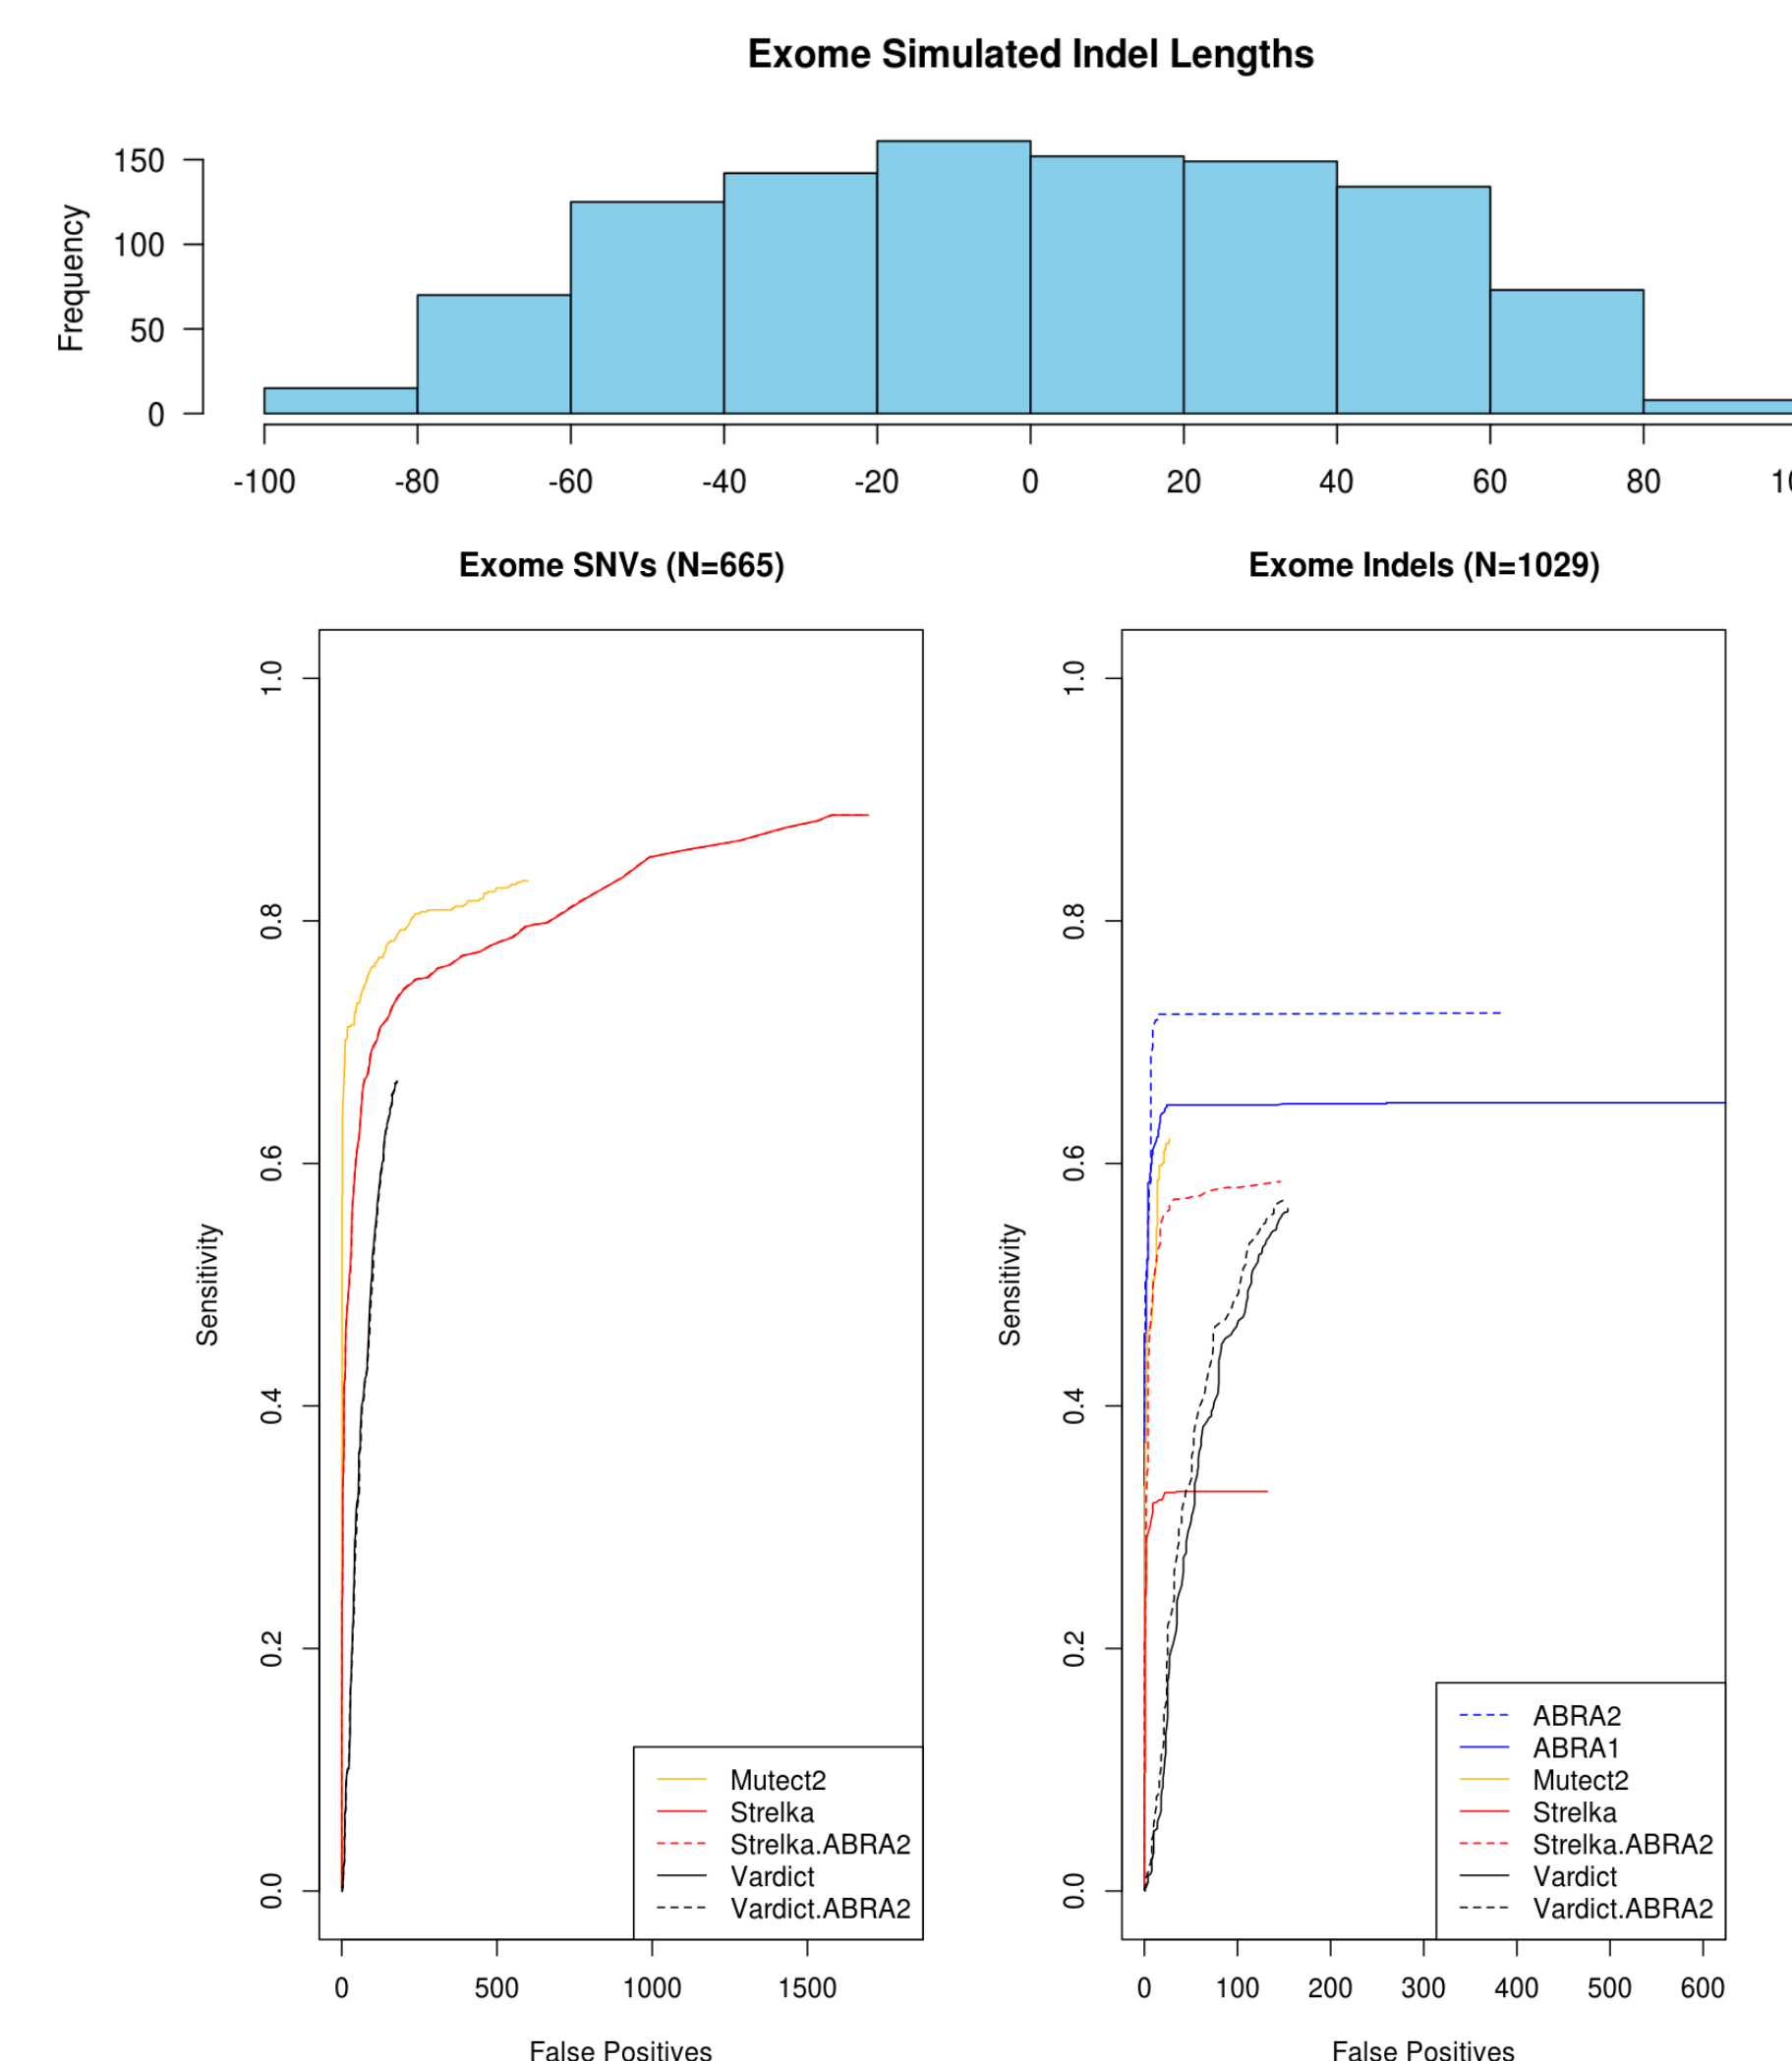 Exome Simulated Indel Lengths
Frequency
150
100
50
0
-100 -80 -60 -40 -20 0 20 40 60 80 10
Exome SNVs (N=665)
Sensitivity
1.0
0.8
0.6
0.4
0.2
0.0
Mutect2
Strelka
Strelka.ABRA2
Vardict
Vardict.ABRA2
0 500 1000 1500
False Positives
Exome Indels (N=1029)
Sensitivity
1.0
0.8
0.6
0.4
0.2
0.0
ABRA2
ABRA1
Mutect2
Strelka
Strelka.ABRA2
Vardict
Vardict.ABRA2
0 100 200 300 400 500 600
False Positives